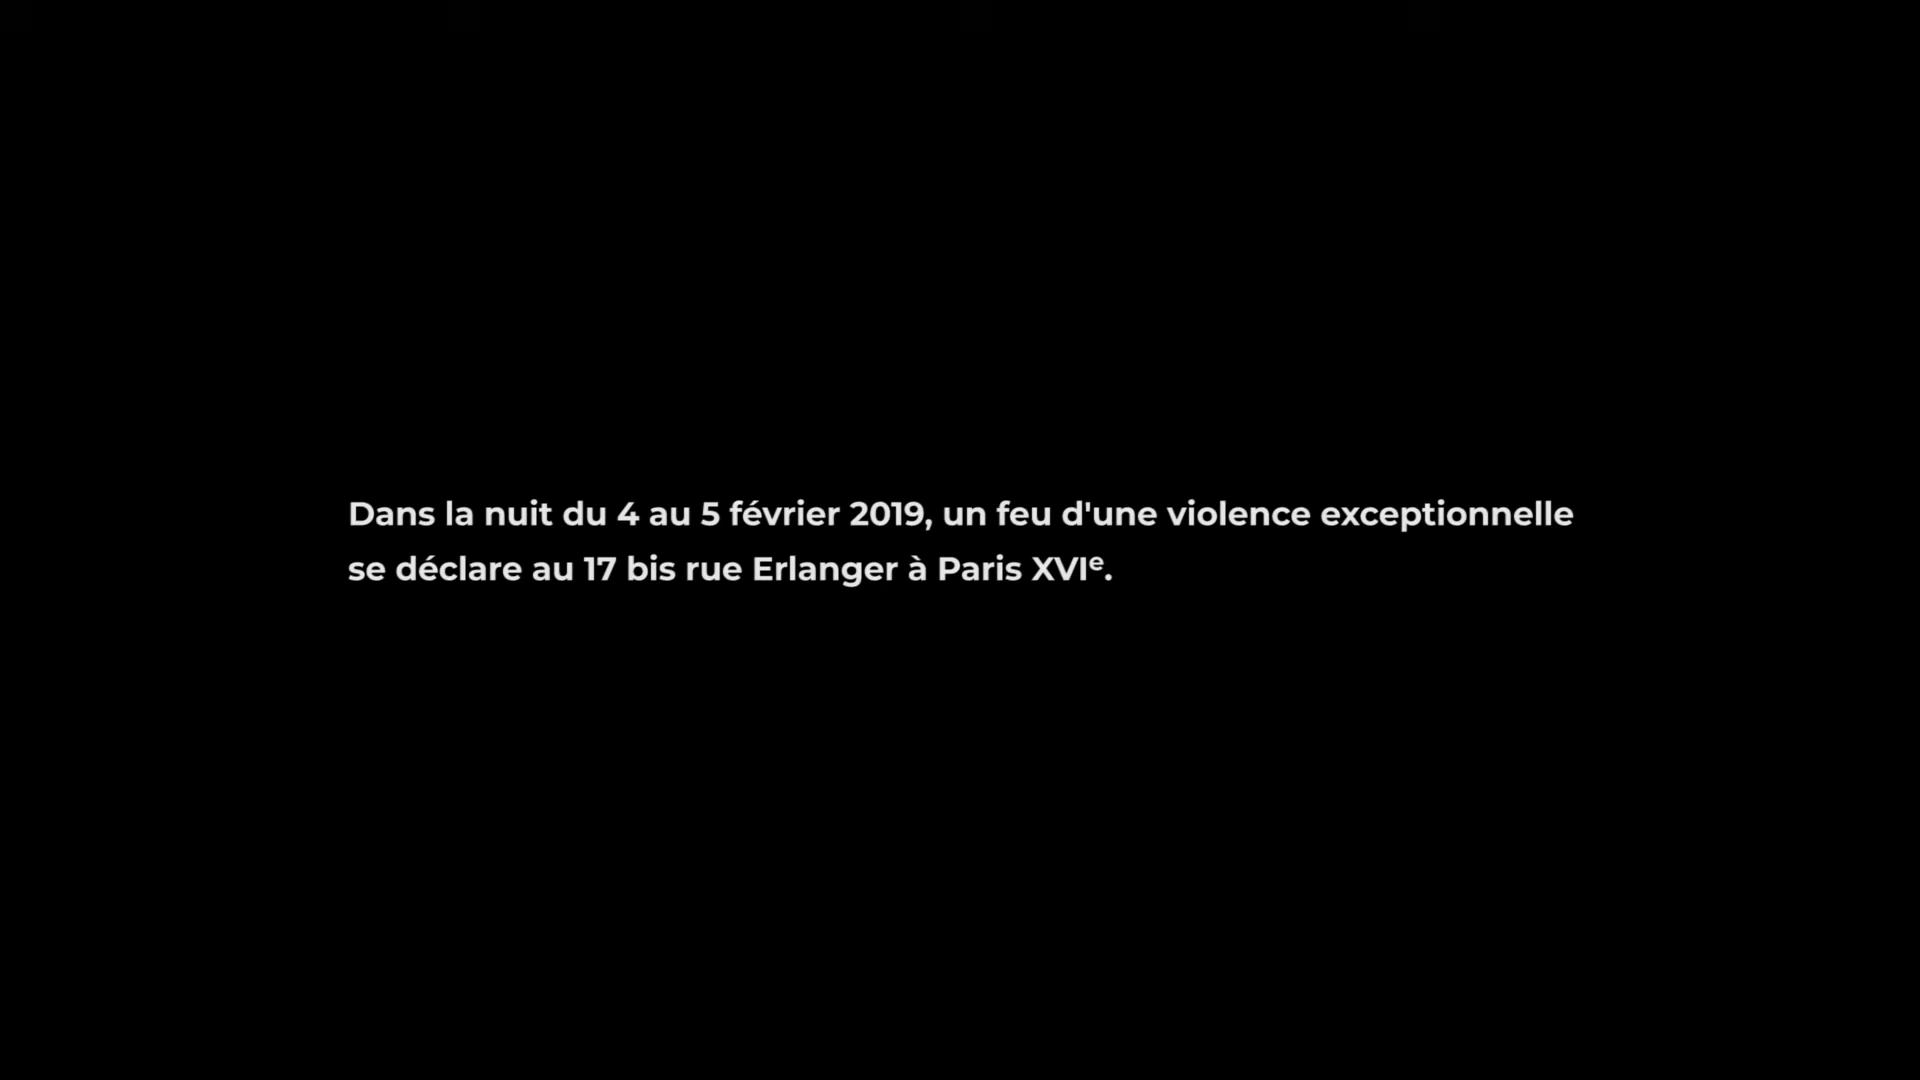 Dans la nuit du 4 au 5 février 2019, un feu d'une violence exceptionnelle
se déclare au 17 bis rue Erlanger à Paris XVIᵉ.